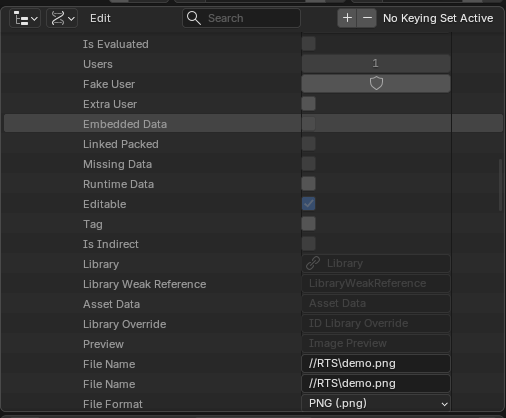 Edit Search No Keying Set Active
Is Evaluated
Users 1
Fake User
Extra User
Embedded Data
Linked Packed
Missing Data
Runtime Data
Editable
Tag
Is Indirect
Library Library
Library Weak Reference LibraryWeakReference
Asset Data Asset Data
Library Override ID Library Override
Preview Image Preview
File Name //RTS\demo.png
File Name //RTS\demo.png
File Format PNG (.png)